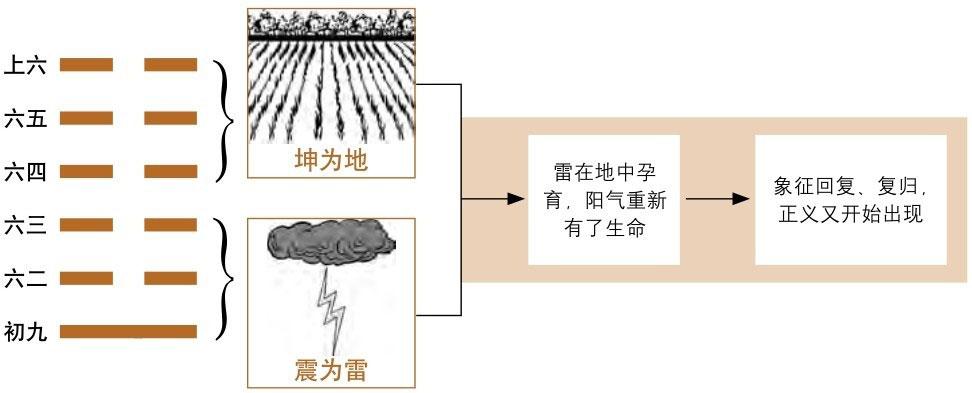 上六
六五
六四
六三
六二
初九
坤为地
震为雷
雷在地中孕
育，阳气重新
有了生命
象征回复、复归，
正义又开始出现